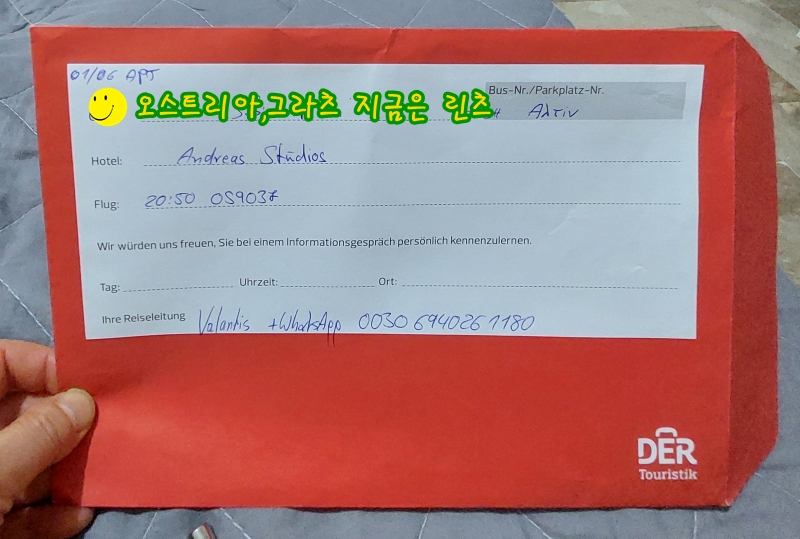 01/06 APT
오스트리아,그라츠 지금은 린츠
Bus-Nr./Parkplatz-Nr.
Αλτιν
Hotel: Andreas Studios
Flug: 20:50 OS9037
Wir würden uns freuen, Sie bei einem Informationsgespräch persönlich kennenzulernen.
Tag: Uhrzeit: Ort:
Ihre Reiseleitung Valantis +WhatsApp 0030 6940261180
DER
Touristik